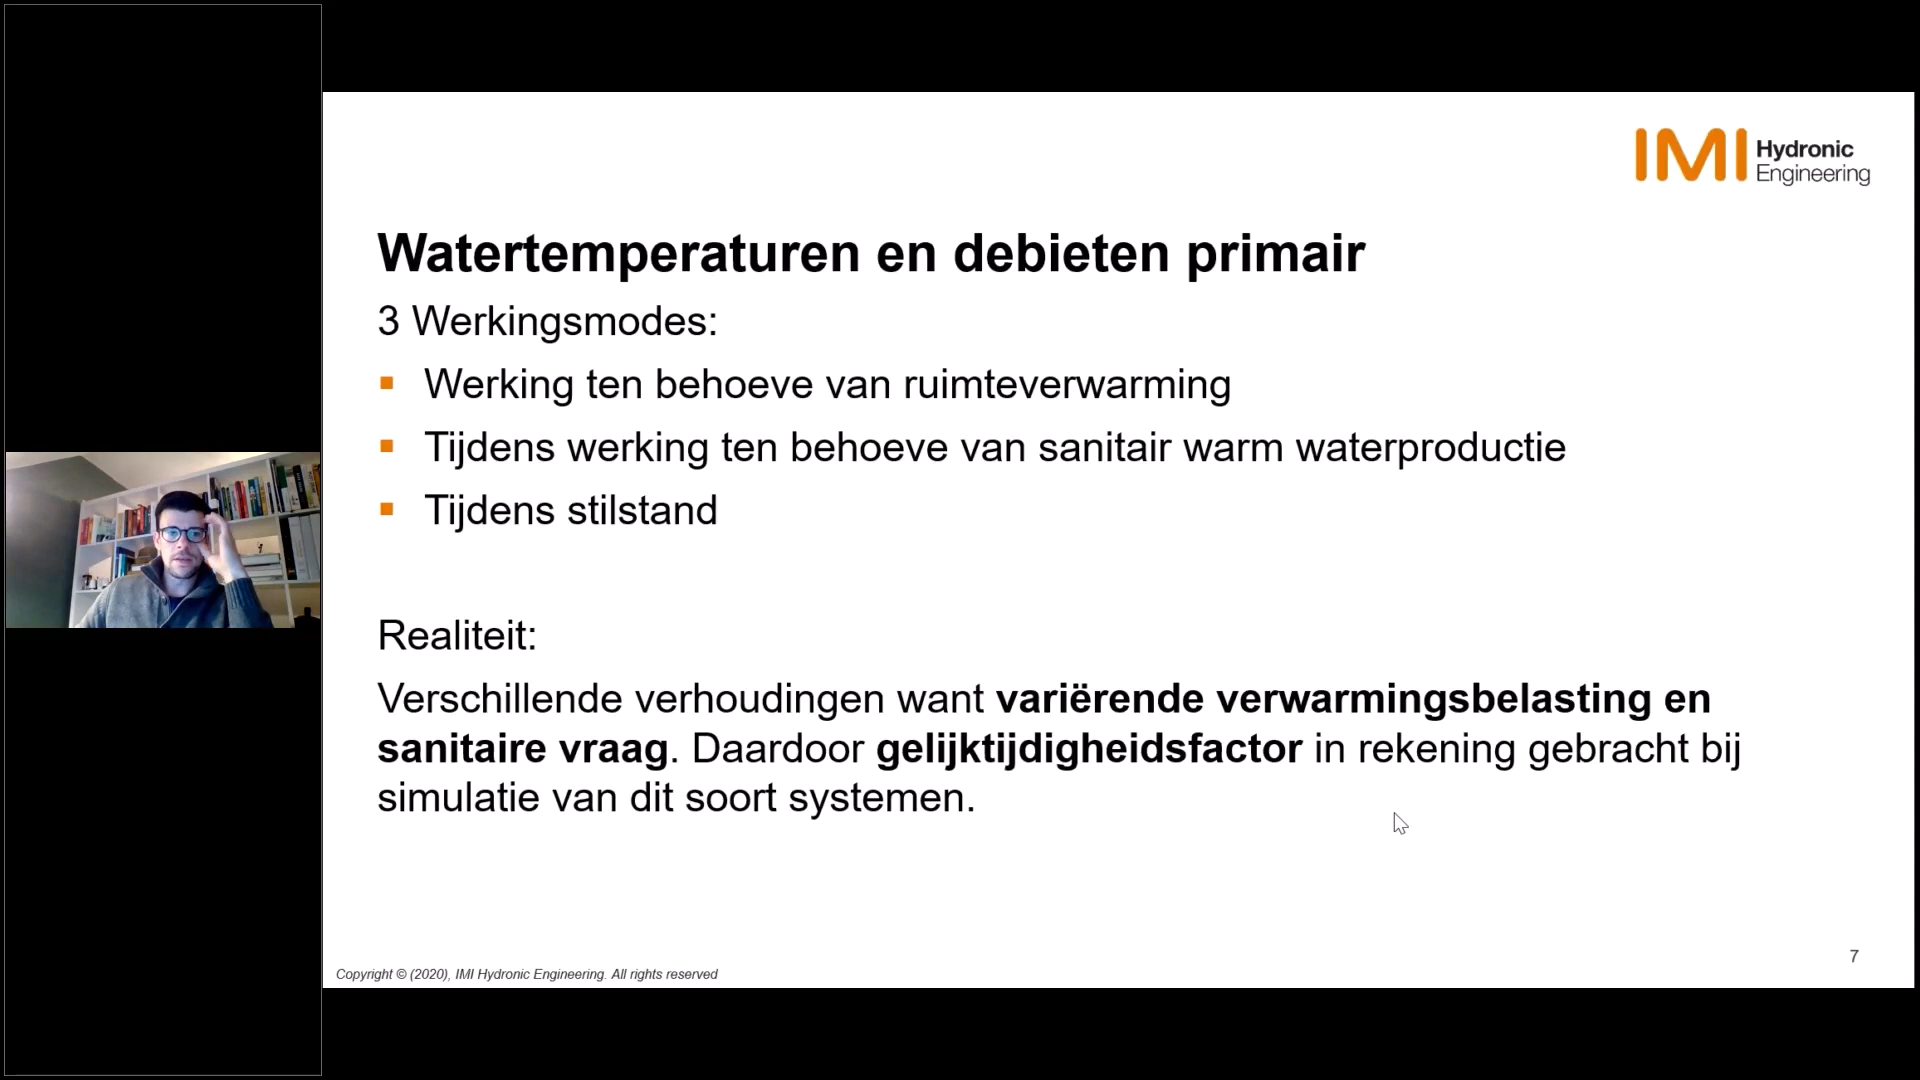 IMI Hydronic
Engineering
Watertemperaturen en debieten primair
3 Werkingsmodes:
▪ Werking ten behoeve van ruimteverwarming
▪ Tijdens werking ten behoeve van sanitair warm waterproductie
▪ Tijdens stilstand
Realiteit:
Verschillende verhoudingen want variërende verwarmingsbelasting en
sanitaire vraag. Daardoor gelijktijdigheidsfactor in rekening gebracht bij
simulatie van dit soort systemen.
7
Copyright © (2020), IMI Hydronic Engineering. All rights reserved